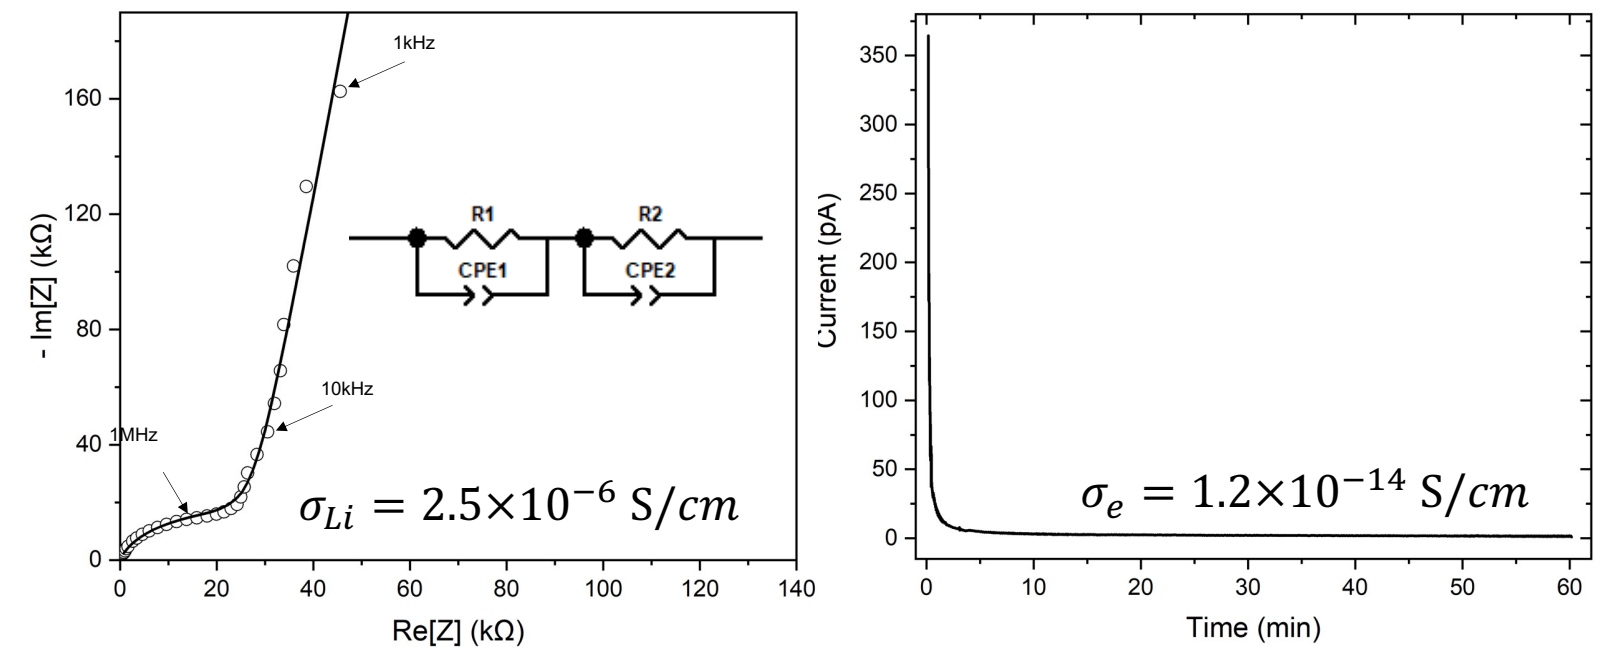 1kHz
160
120
80
40
0
- Im[Z] (kΩ)
R1
R2
CPE1
CPE2
10kHz
1MHz
σ_Li = 2.5×10⁻⁶ S/cm
0 20 40 60 80 100 120 140
Re[Z] (kΩ)
350
300
250
200
150
100
50
0
Current (pA)
σ_e = 1.2×10⁻¹⁴ S/cm
0 10 20 30 40 50 60
Time (min)